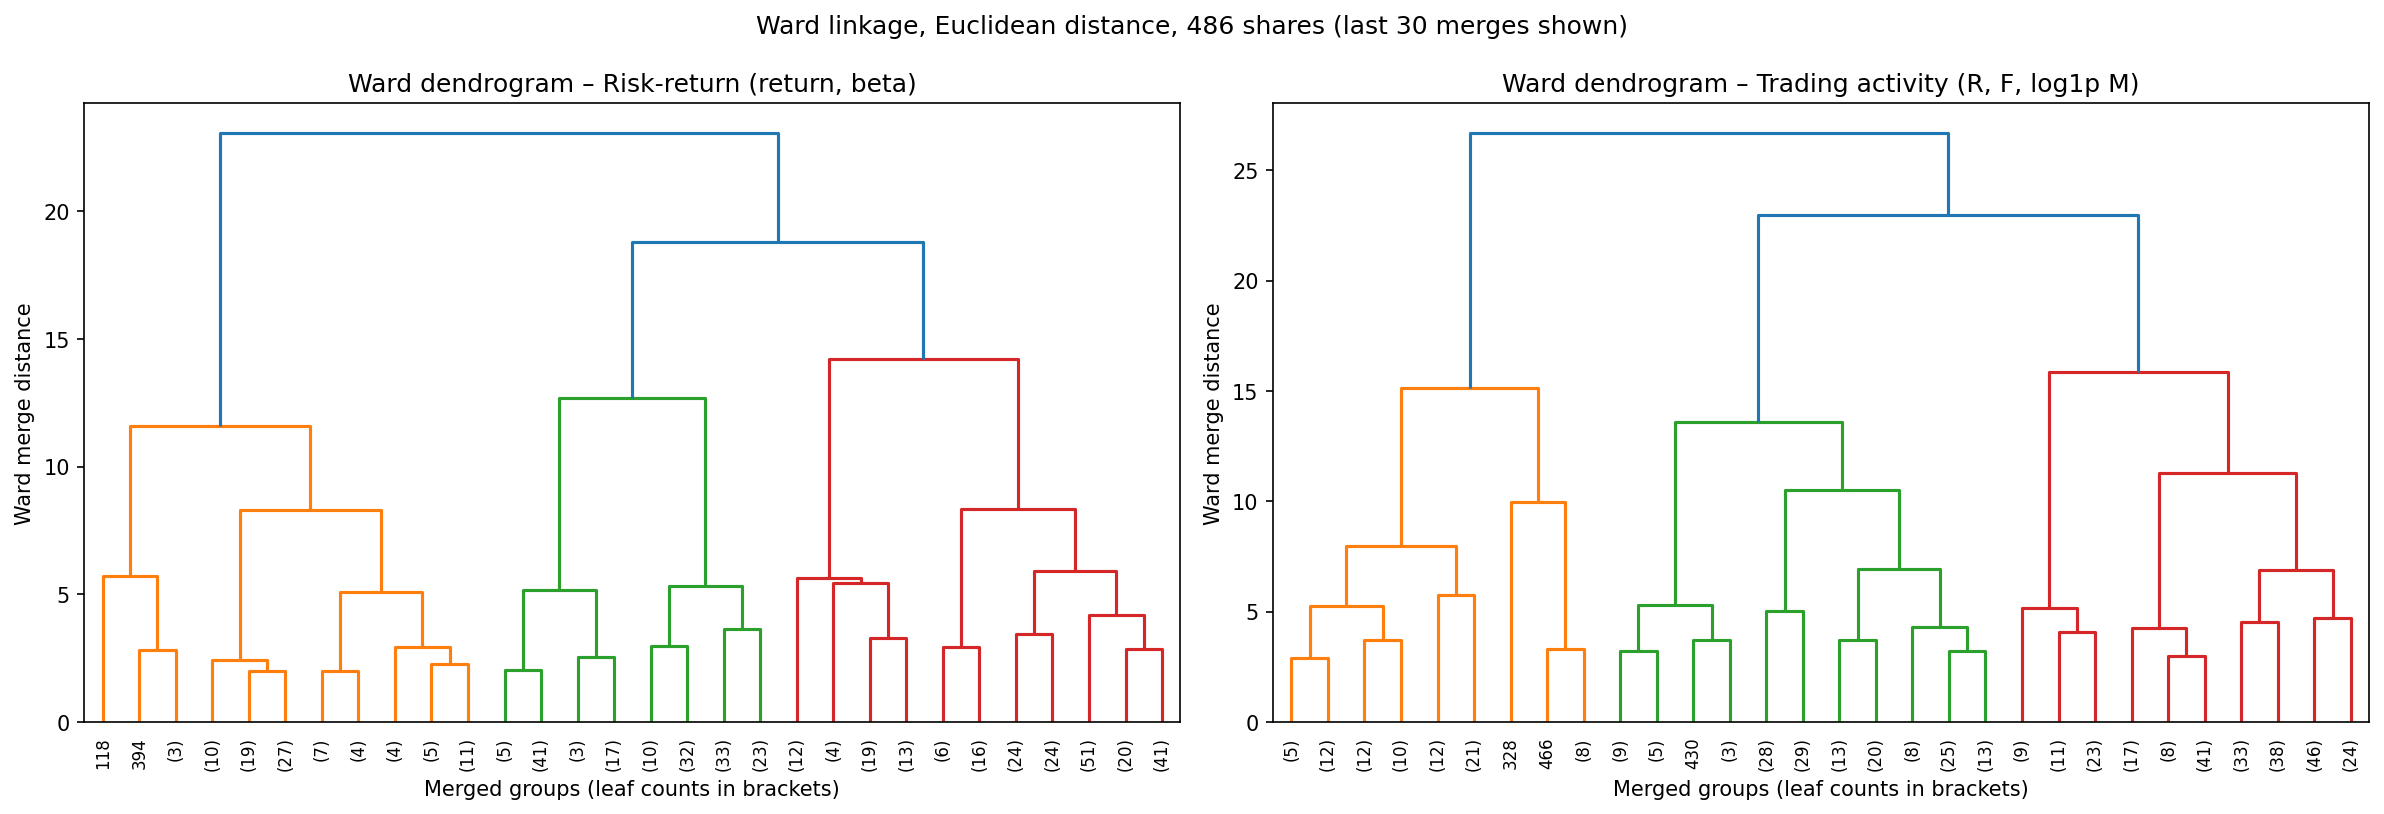 Ward linkage, Euclidean distance, 486 shares (last 30 merges shown)
Ward dendrogram – Risk-return (return, beta)
Ward merge distance
20
15
10
5
0
118 394 (3) (10) (19) (27) (7) (4) (4) (5) (11) (5) (41) (3) (17) (10) (32) (33) (23) (12) (4) (19) (13) (6) (16) (24) (24) (51) (20) (41)
Merged groups (leaf counts in brackets)
Ward dendrogram – Trading activity (R, F, log1p M)
Ward merge distance
25
20
15
10
5
0
(5) (12) (12) (10) (12) (21) 328 466 (8) (9) (5) 430 (3) (28) (29) (13) (20) (8) (25) (13) (9) (11) (23) (17) (8) (41) (33) (38) (46) (24)
Merged groups (leaf counts in brackets)